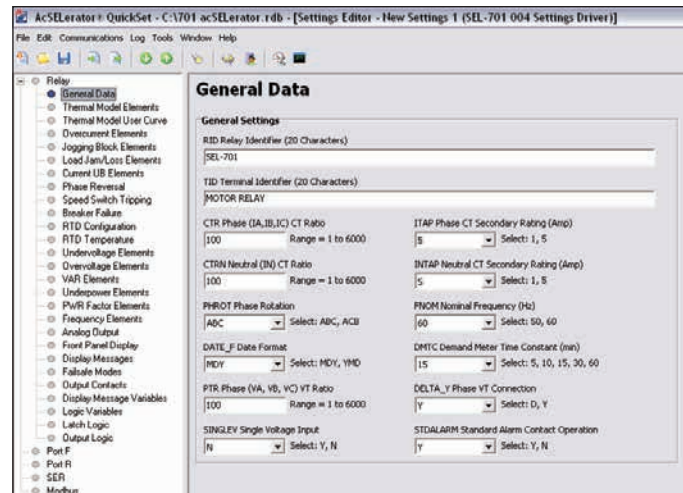 AcSELerator® QuickSet - C:\701 acSELerator.rdb - [Settings Editor - New Settings 1 (SEL-701 004 Settings Driver)]
File Edit Communications Log Tools Window Help
Relay
General Data
Thermal Model Elements
Thermal Model User Curve
Overcurrent Elements
Jogging Block Elements
Load Jam/Loss Elements
Current UB Elements
Phase Reversal
Speed Switch Tripping
Breaker Failure
RTD Configuration
RTD Temperature
Undervoltage Elements
Overvoltage Elements
VAR Elements
Underpower Elements
PWR Factor Elements
Frequency Elements
Analog Output
Front Panel Display
Display Messages
Failsafe Modes
Output Contacts
Display Message Variables
Logic Variables
Latch Logic
Output Logic
Port F
Port R
SER
Modbus
General Data
General Settings
RID Relay Identifier (20 Characters)
SEL-701
TID Terminal Identifier (20 Characters)
MOTOR RELAY
CTR Phase (IA,IB,IC) CT Ratio
100 Range = 1 to 6000
ITAP Phase CT Secondary Rating (Amp)
5 Select: 1, 5
CTRN Neutral (IN) CT Ratio
100 Range = 1 to 6000
INTAP Neutral CT Secondary Rating (Amp)
5 Select: 1, 5
PHROT Phase Rotation
ABC Select: ABC, ACB
FNOM Nominal Frequency (Hz)
60 Select: 50, 60
DATE_F Date Format
MDY Select: MDY, YMD
DMTC Demand Meter Time Constant (min)
15 Select: 5, 10, 15, 30, 60
PTR Phase (VA, VB, VC) VT Ratio
100 Range = 1 to 6000
DELTA_Y Phase VT Connection
Y Select: D, Y
SINGLEV Single Voltage Input
N Select: Y, N
STDALARM Standard Alarm Contact Operation
Y Select: Y, N